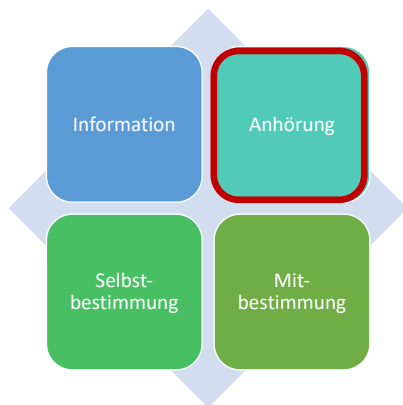 Information
Anhörung
Selbst-
bestimmung
Mit-
bestimmung